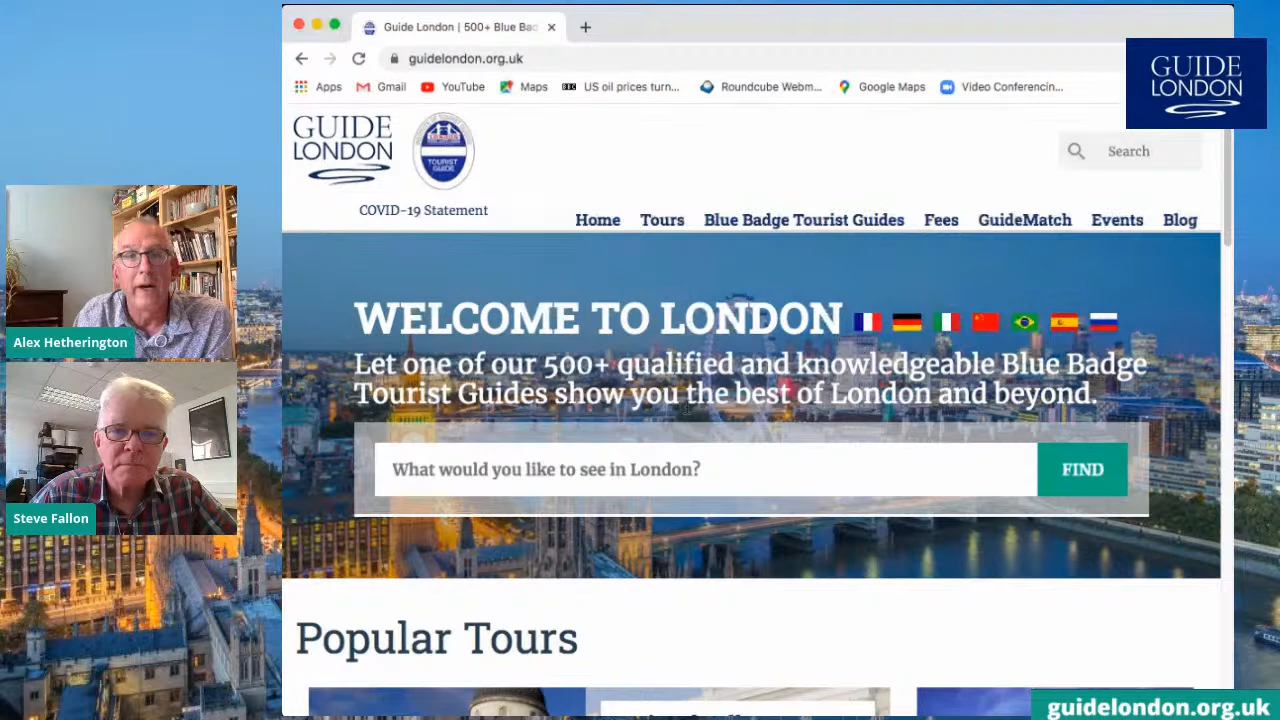 Guide London | 500+ Blue Bad
guidelondon.org.uk
Apps
Gmail
YouTube
Maps
BBC
US oil prices turn...
Roundcube Webm...
Google Maps
Video Conferencin...
GUIDE
LONDON
GUIDE
LONDON
LONDON
TOURIST
GUIDE
Search
COVID-19 Statement
Home
Tours
Blue Badge Tourist Guides
Fees
GuideMatch
Events
Blog
WELCOME TO LONDON
Let one of our 500+ qualified and knowledgeable Blue Badge
Tourist Guides show you the best of London and beyond.
What would you like to see in London?
FIND
Popular Tours
Alex Hetherington
Steve Fallon
guidelondon.org.uk